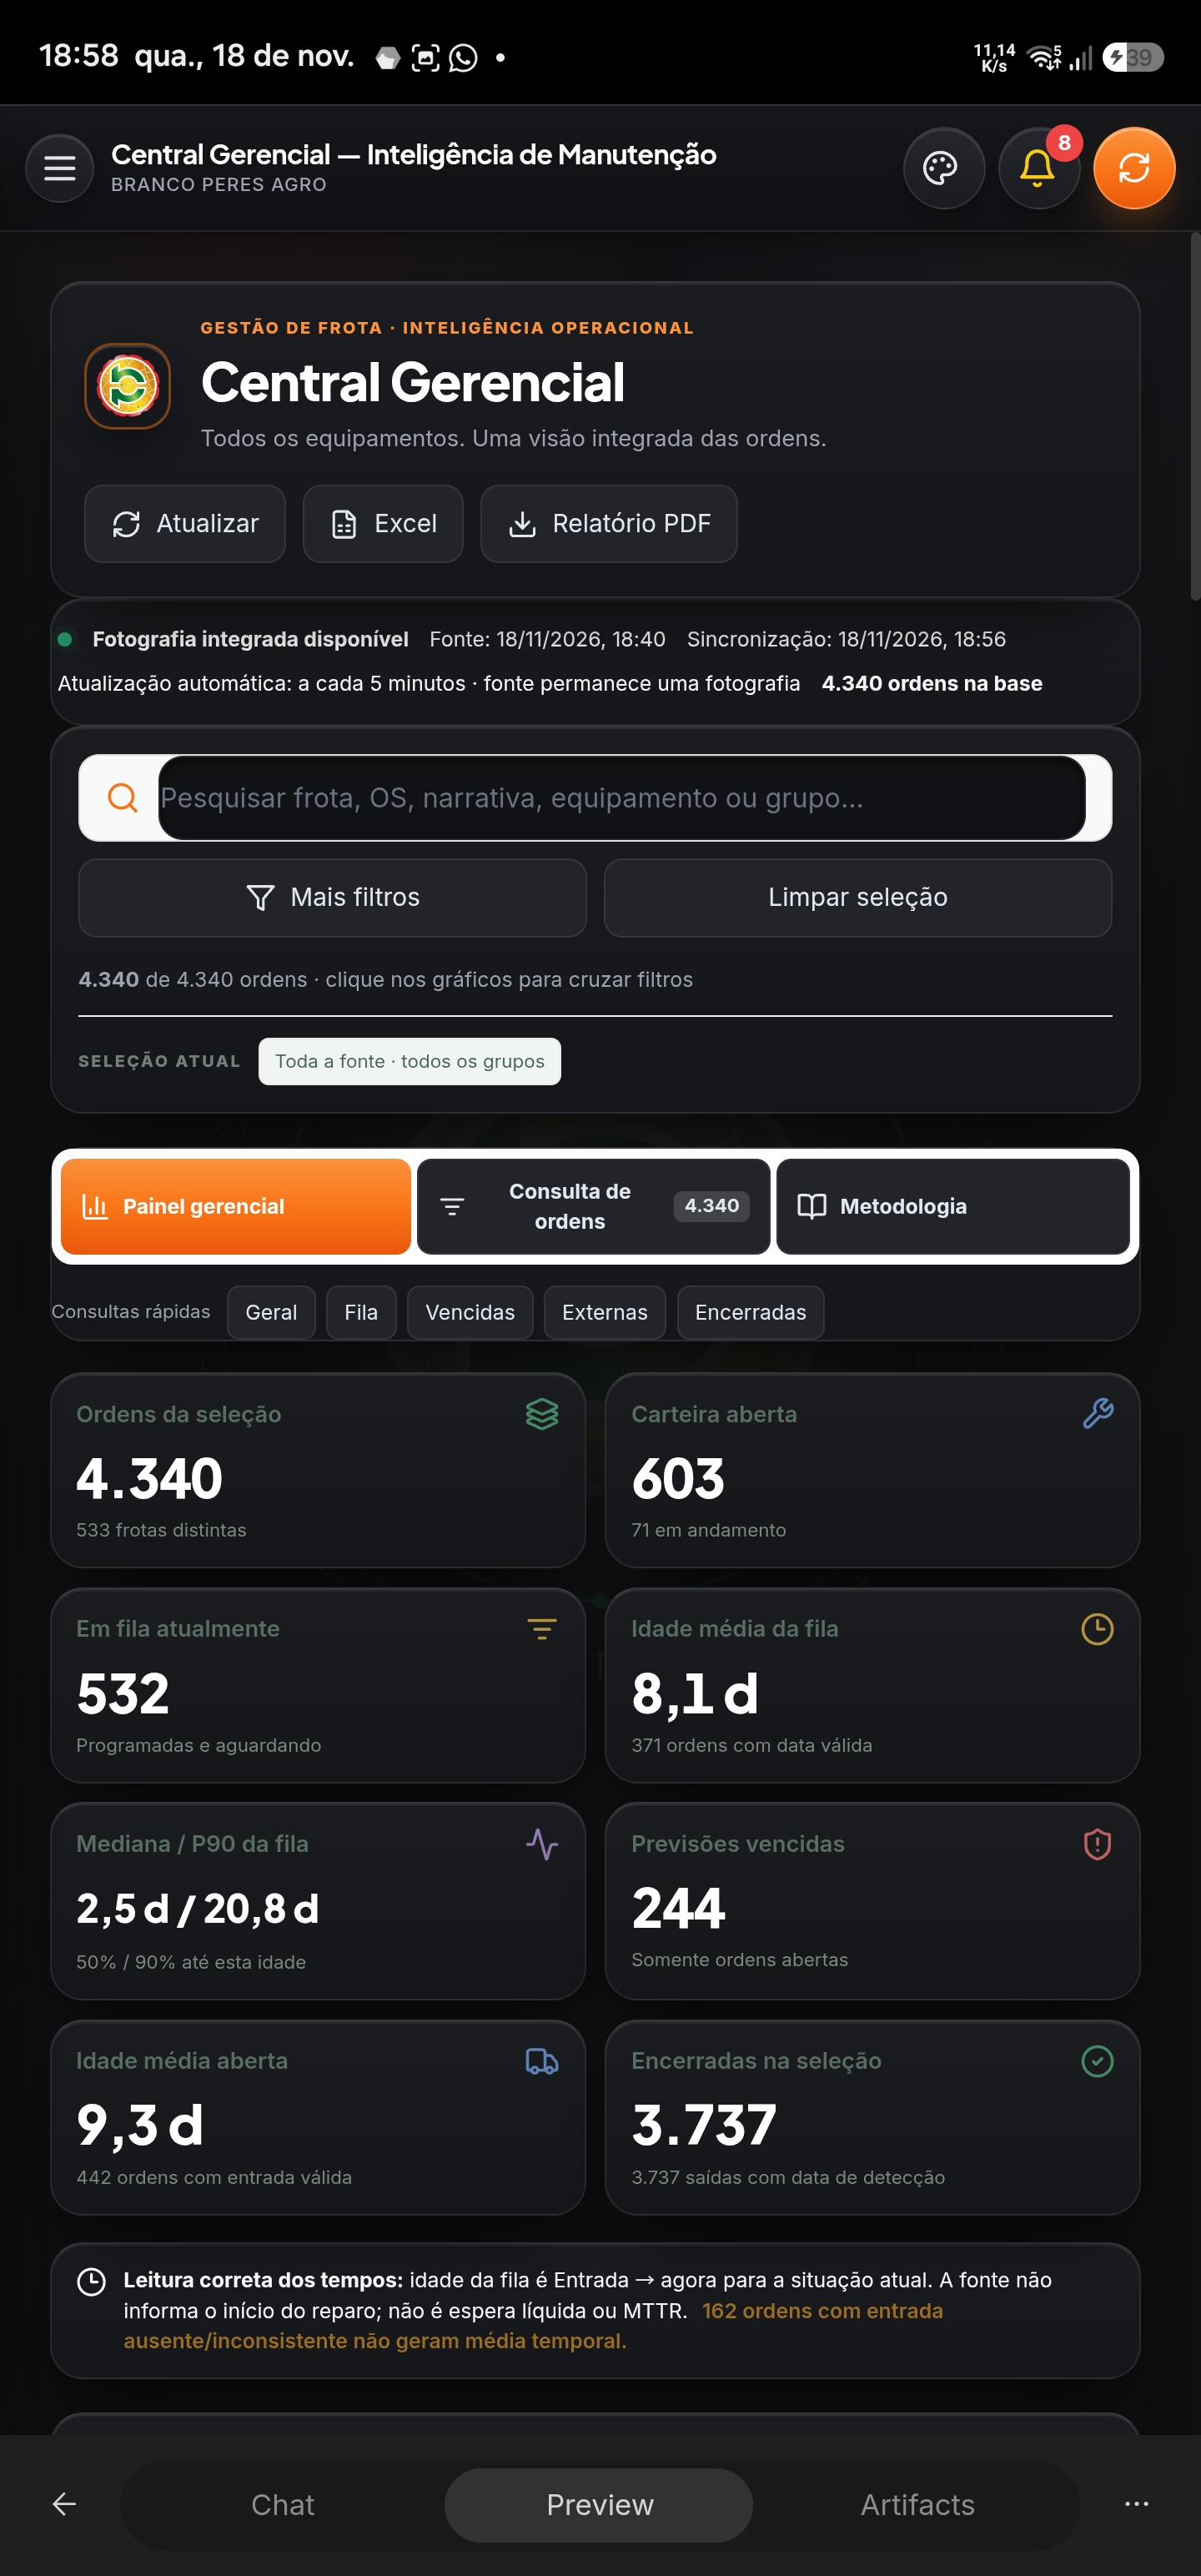 18:58 qua., 18 de nov.
11,14 K/s
5
39
Central Gerencial — Inteligência de Manutenção
8
BRANCO PERES AGRO
GESTÃO DE FROTA · INTELIGÊNCIA OPERACIONAL
Central Gerencial
Todos os equipamentos. Uma visão integrada das ordens.
Atualizar
Excel
Relatório PDF
Fotografia integrada disponível Fonte: 18/11/2026, 18:40 Sincronização: 18/11/2026, 18:56
Atualização automática: a cada 5 minutos · fonte permanece uma fotografia 4.340 ordens na base
Pesquisar frota, OS, narrativa, equipamento ou grupo...
Mais filtros
Limpar seleção
4.340 de 4.340 ordens · clique nos gráficos para cruzar filtros
SELEÇÃO ATUAL
Toda a fonte · todos os grupos
Painel gerencial
Consulta de
ordens
4.340
Metodologia
Consultas rápidas
Geral
Fila
Vencidas
Externas
Encerradas
Ordens da seleção
4.340
533 frotas distintas
Carteira aberta
603
71 em andamento
Em fila atualmente
532
Programadas e aguardando
Idade média da fila
8,1 d
371 ordens com data válida
Mediana / P90 da fila
2,5 d / 20,8 d
50% / 90% até esta idade
Previsões vencidas
244
Somente ordens abertas
Idade média aberta
9,3 d
442 ordens com entrada válida
Encerradas na seleção
3.737
3.737 saídas com data de detecção
Leitura correta dos tempos: idade da fila é Entrada → agora para a situação atual. A fonte não
informa o início do reparo; não é espera líquida ou MTTR. 162 ordens com entrada
ausente/inconsistente não geram média temporal.
Chat
Preview
Artifacts